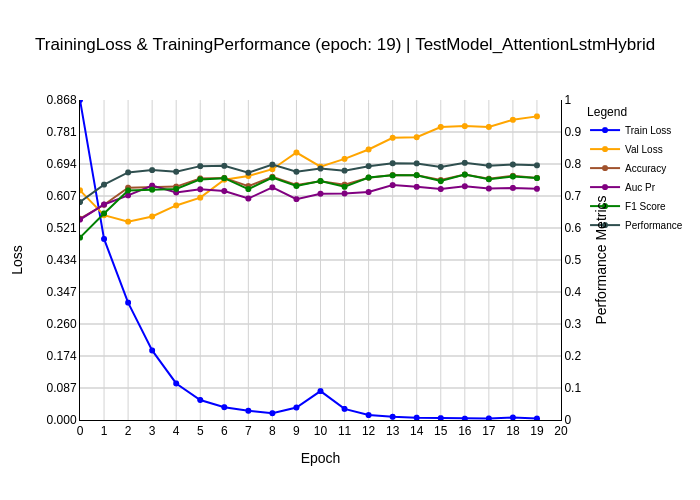 TrainingLoss & TrainingPerformance (epoch: 19) | TestModel_AttentionLstmHybrid
0.868
0.781
0.694
0.607
0.521
0.434
0.347
0.260
0.174
0.087
0.000
Loss
0 1 2 3 4 5 6 7 8 9 10 11 12 13 14 15 16 17 18 19 20
Epoch
1
0.9
0.8
0.7
0.6
0.5
0.4
0.3
0.2
0.1
0
Performance Metrics
Legend
Train Loss
Val Loss
Accuracy
Auc Pr
F1 Score
Performance